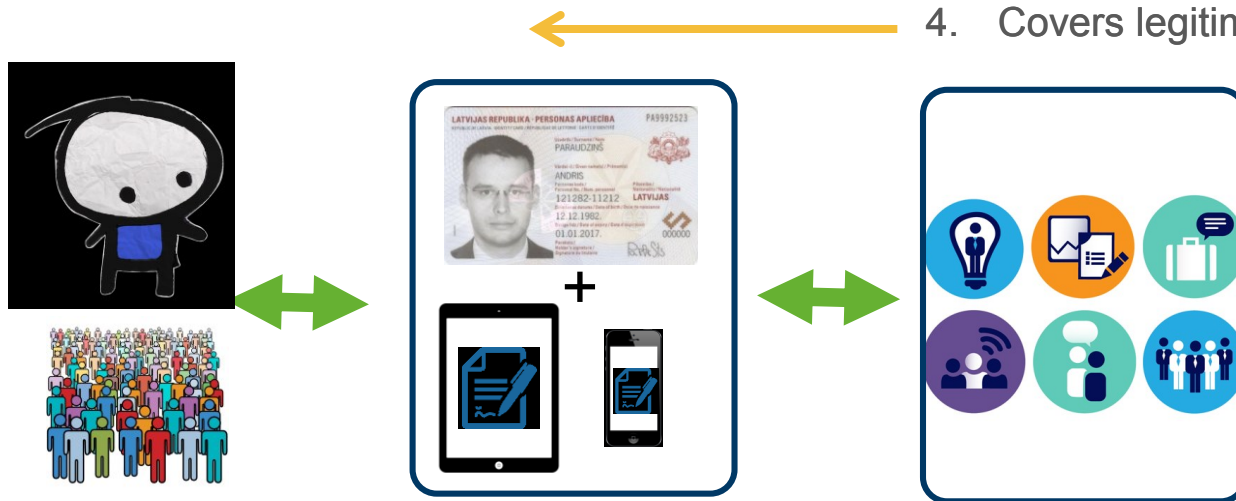 4. Covers legitin
LATVIJAS REPUBLIKA · PERSONAS APLIECĪBA PA9992523
PARAUDZIŅŠ
ANDRIS
121282-11212 LATVIJAS
12.12.1982.
01.01.2017. 000000
+